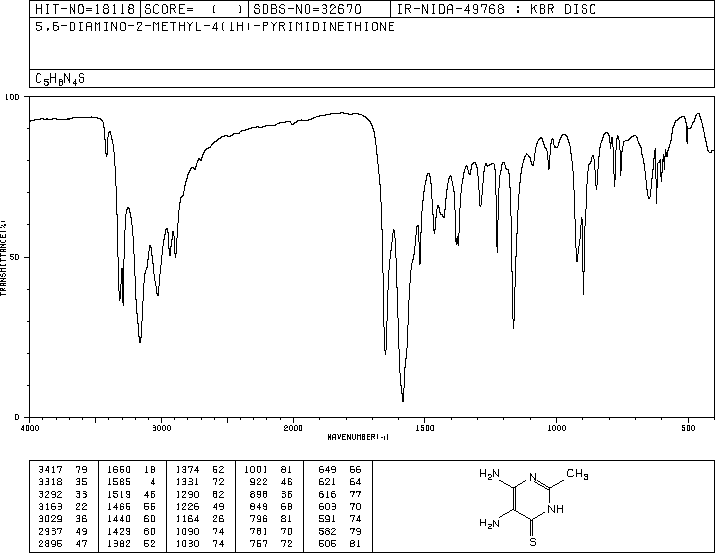 HIT-NO=18118 SCORE= ( ) SDBS-NO=32670 IR-NIDA-49768 : KBR DISC
5,6-DIAMINO-2-METHYL-4(1H)-PYRIMIDINETHIONE
C5H8N4S
100
50
0
TRANSMITTANCE(%)
4000 3000 2000 1500 1000 500
WAVENUMBER(-1)
3417 79 1650 18 1374 52 1001 81 649 66
3318 35 1585 4 1331 72 922 46 621 64
3292 33 1519 46 1290 62 898 36 616 77
3163 22 1466 56 1226 49 849 68 603 70
3029 36 1440 60 1164 26 796 81 591 74
2937 49 1429 60 1090 74 781 70 582 79
2896 47 1382 52 1030 74 757 72 506 81
H2N N CH3
H2N NH
S